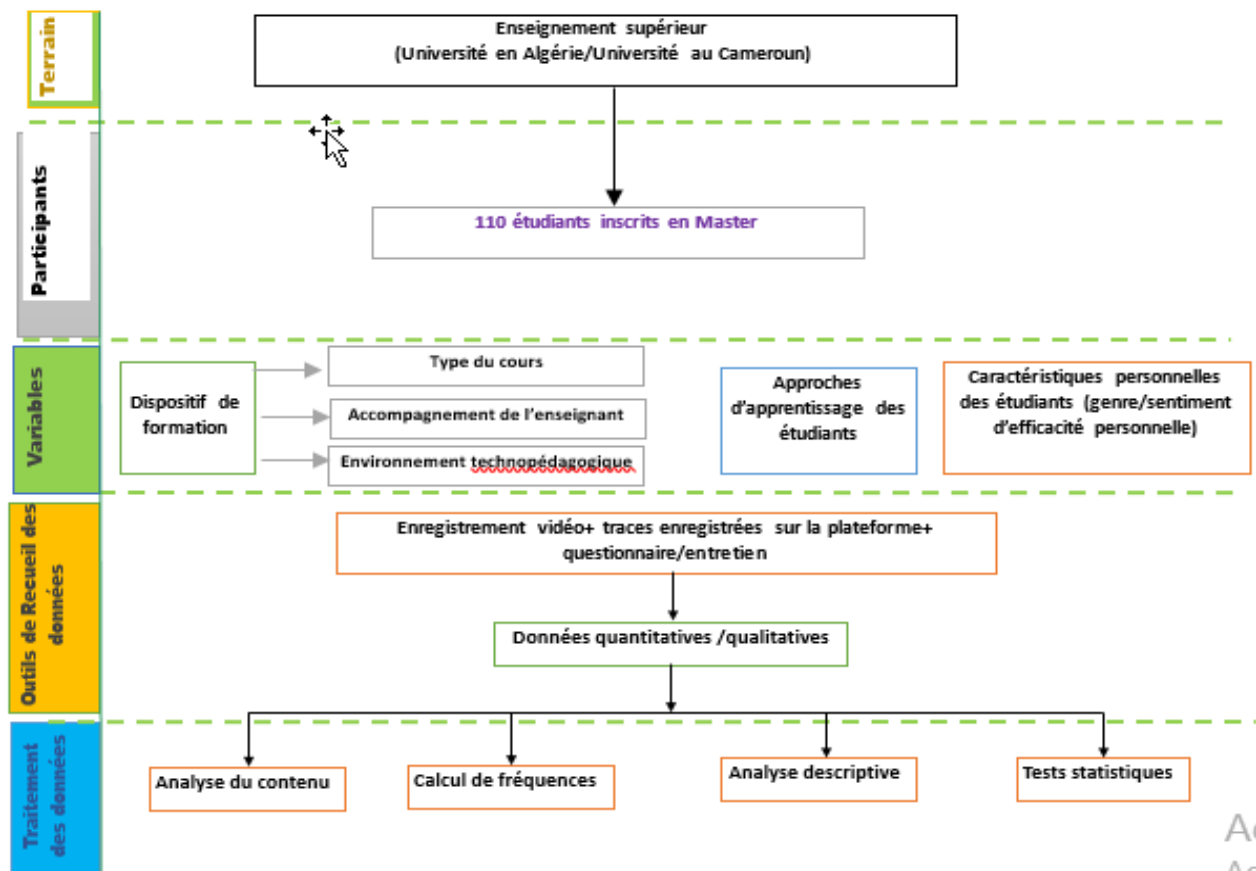 Terrain
Enseignement supérieur
(Université en Algérie/Université au Cameroun)
Participants
110 étudiants inscrits en Master
Variables
Dispositif de
formation
Type du cours
Accompagnement de l'enseignant
Environnement technopédagogique
Approches
d'apprentissage des
étudiants
Caractéristiques personnelles
des étudiants (genre/sentiment
d'efficacité personnelle)
Outils de Recueil des
données
Enregistrement vidéo+ traces enregistrées sur la plateforme+
questionnaire/entretien
Données quantitatives /qualitatives
Traitement
des données
Analyse du contenu
Calcul de fréquences
Analyse descriptive
Tests statistiques